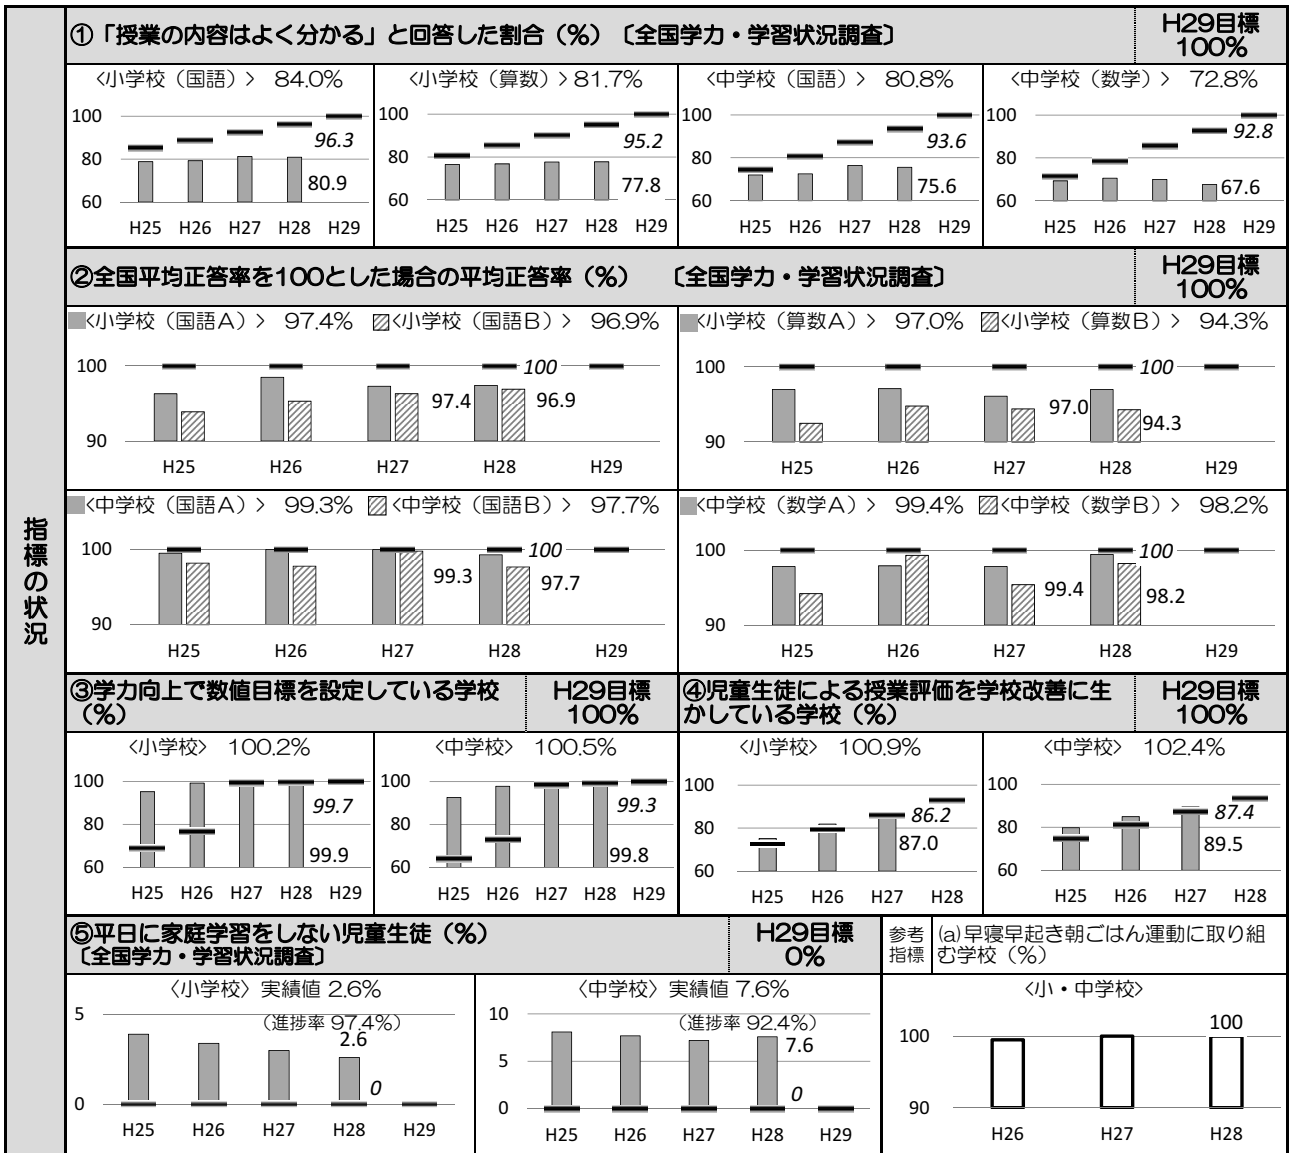 指標の状況
①「授業の内容はよく分かる」と回答した割合（%）〔全国学力・学習状況調査〕
H29目標
100%
<小学校（国語）> 84.0%
100
80
60
96.3
80.9
H25 H26 H27 H28 H29
<小学校（算数）> 81.7%
100
80
60
95.2
77.8
H25 H26 H27 H28 H29
<中学校（国語）> 80.8%
100
80
60
93.6
75.6
H25 H26 H27 H28 H29
<中学校（数学）> 72.8%
100
80
60
92.8
67.6
H25 H26 H27 H28 H29
②全国平均正答率を100とした場合の平均正答率（%） 〔全国学力・学習状況調査〕
H29目標
100%
<小学校（国語A）> 97.4% <小学校（国語B）> 96.9%
100
90
100
97.4
96.9
H25 H26 H27 H28 H29
<小学校（算数A）> 97.0% <小学校（算数B）> 94.3%
100
90
100
97.0
94.3
H25 H26 H27 H28 H29
<中学校（国語A）> 99.3% <中学校（国語B）> 97.7%
100
90
100
99.3
97.7
H25 H26 H27 H28 H29
<中学校（数学A）> 99.4% <中学校（数学B）> 98.2%
100
90
100
99.4
98.2
H25 H26 H27 H28 H29
③学力向上で数値目標を設定している学校
（%）
H29目標
100%
<小学校> 100.2%
100
80
60
99.7
99.9
H25 H26 H27 H28 H29
<中学校> 100.5%
100
80
60
99.3
99.8
H25 H26 H27 H28 H29
④児童生徒による授業評価を学校改善に生
かしている学校（%）
H29目標
100%
<小学校> 100.9%
100
80
60
86.2
87.0
H25 H26 H27 H28
<中学校> 102.4%
100
80
60
87.4
89.5
H25 H26 H27 H28
⑤平日に家庭学習をしない児童生徒（%）
〔全国学力・学習状況調査〕
H29目標
0%
<小学校> 実績値 2.6%
（進捗率 97.4%）
5
0
2.6
0
H25 H26 H27 H28 H29
<中学校> 実績値 7.6%
（進捗率 92.4%）
10
5
0
7.6
0
H25 H26 H27 H28 H29
参考
指標
(a)早寝早起き朝ごはん運動に取り組
む学校（%）
<小・中学校>
100
90
100
H26 H27 H28